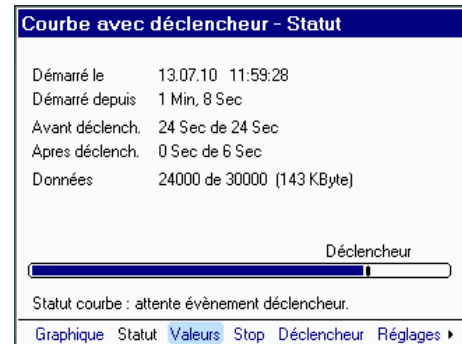 Courbe avec déclencheur - Statut
Démarré le 13.07.10 11:59:28
Démarré depuis 1 Min, 8 Sec
Avant déclench. 24 Sec de 24 Sec
Apres déclench. 0 Sec de 6 Sec
Données 24000 de 30000 (143 KByte)
Déclencheur
Statut courbe : attente évènement déclencheur.
Graphique Statut Valeurs Stop Déclencheur Réglages